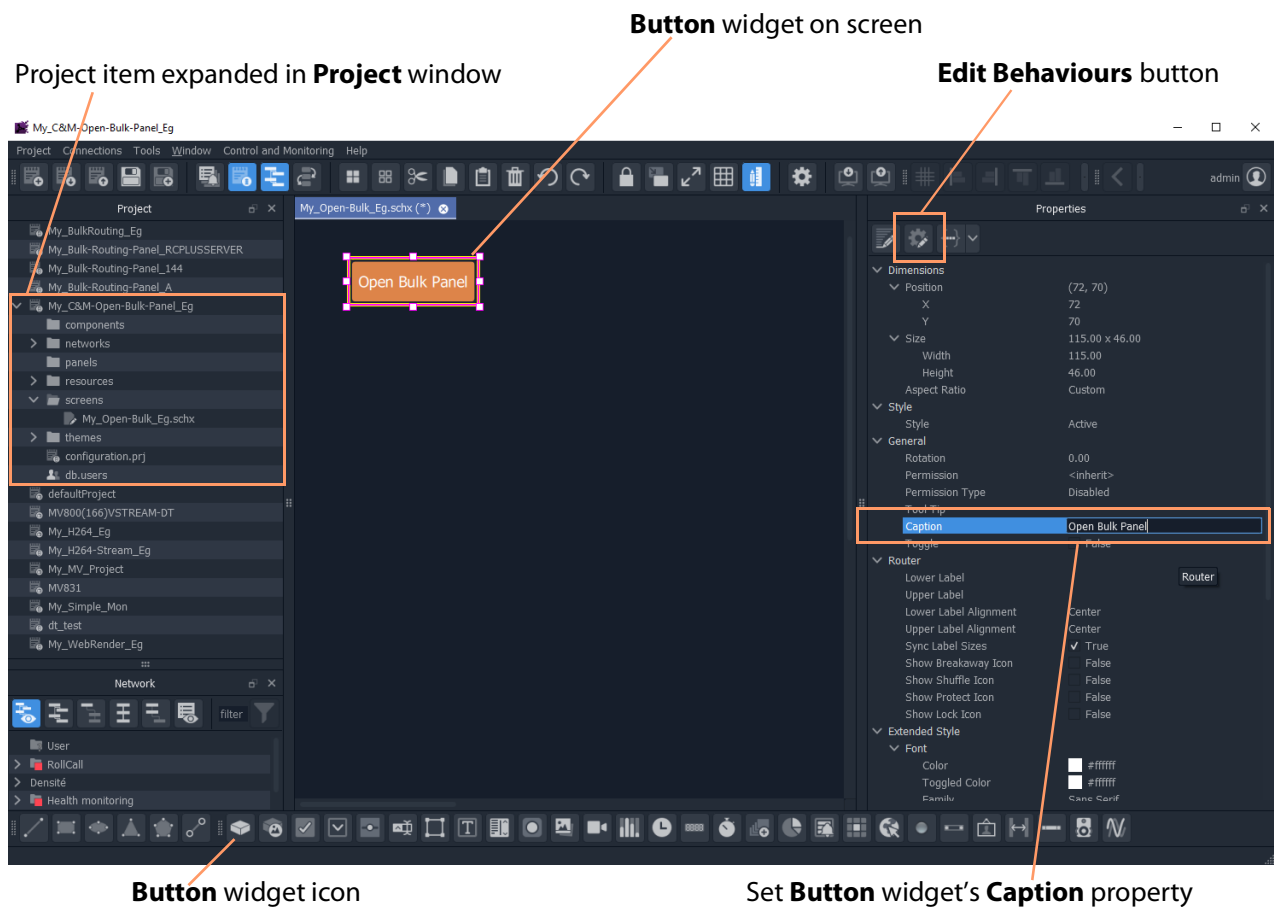 Button widget on screen
Project item expanded in Project window
Edit Behaviours button
My_C&M-Open-Bulk-Panel_Eg
Project Connections Tools Window Control and Monitoring Help
admin
Project
My_BulkRouting_Eg
My_Bulk-Routing-Panel_RCPLUSSERVER
My_Bulk-Routing-Panel_144
My_Bulk-Routing-Panel_A
My_C&M-Open-Bulk-Panel_Eg
components
networks
panels
resources
screens
My_Open-Bulk_Eg.schx
themes
configuration.prj
db.users
defaultProject
MV800(166)VSTREAM-DT
My_H264_Eg
My_H264-Stream_Eg
My_MV_Project
MV831
My_Simple_Mon
dt_test
My_WebRender_Eg
Network
filter
User
RollCall
Densité
Health monitoring
My_Open-Bulk_Eg.schx (*)
Open Bulk Panel
Properties
Dimensions
Position (72, 70)
X 72
Y 70
Size 115.00 x 46.00
Width 115.00
Height 46.00
Aspect Ratio Custom
Style
Style Active
General
Rotation 0.00
Permission <inherit>
Permission Type Disabled
Tool Tip
Caption Open Bulk Panel
Toggle False
Router
Lower Label
Router
Upper Label
Lower Label Alignment Center
Upper Label Alignment Center
Sync Label Sizes True
Show Breakaway Icon False
Show Shuffle Icon False
Show Protect Icon False
Show Lock Icon False
Extended Style
Font
Color #ffffff
Toggled Color #ffffff
Family Sans Serif
Button widget icon
Set Button widget's Caption property